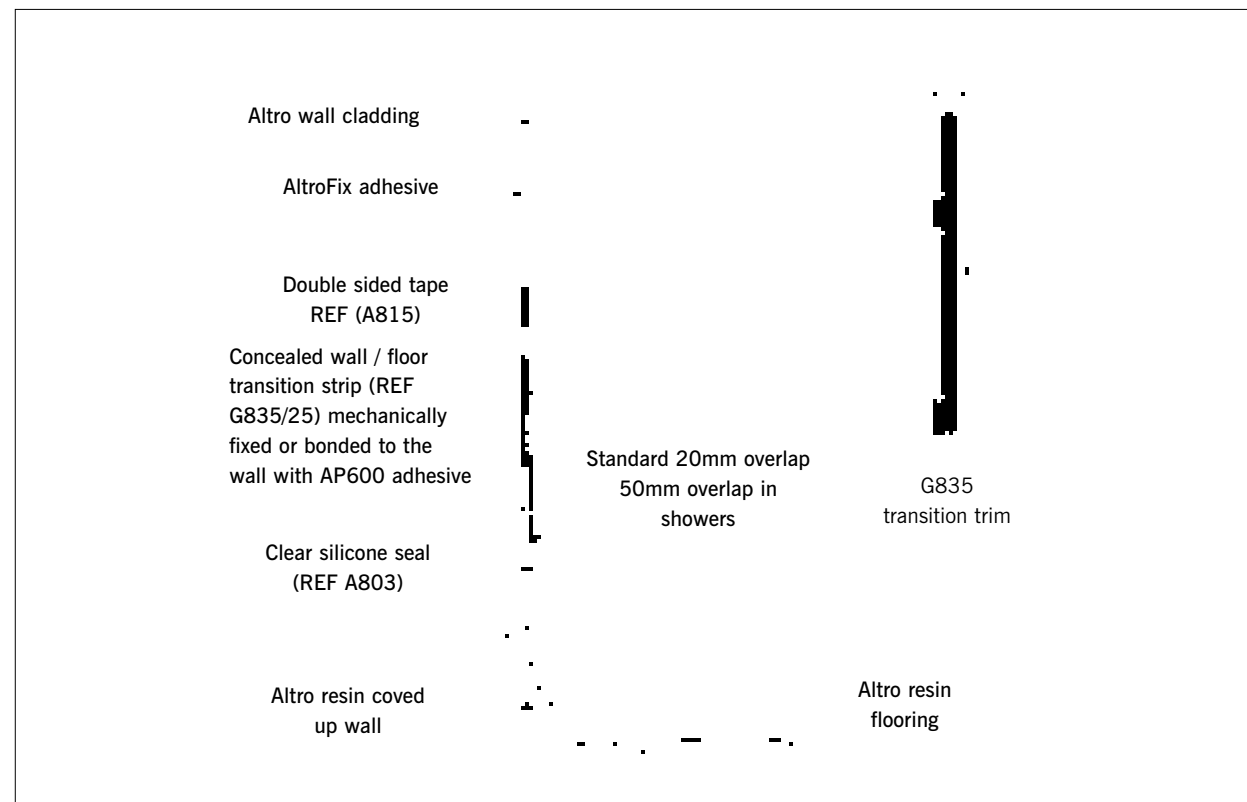 Altro wall cladding
AltroFix adhesive
Double sided tape
REF (A815)
Concealed wall / floor
transition strip (REF
G835/25) mechanically
fixed or bonded to the
wall with AP600 adhesive
Standard 20mm overlap
50mm overlap in
showers
G835
transition trim
Clear silicone seal
(REF A803)
Altro resin coved
up wall
Altro resin
flooring